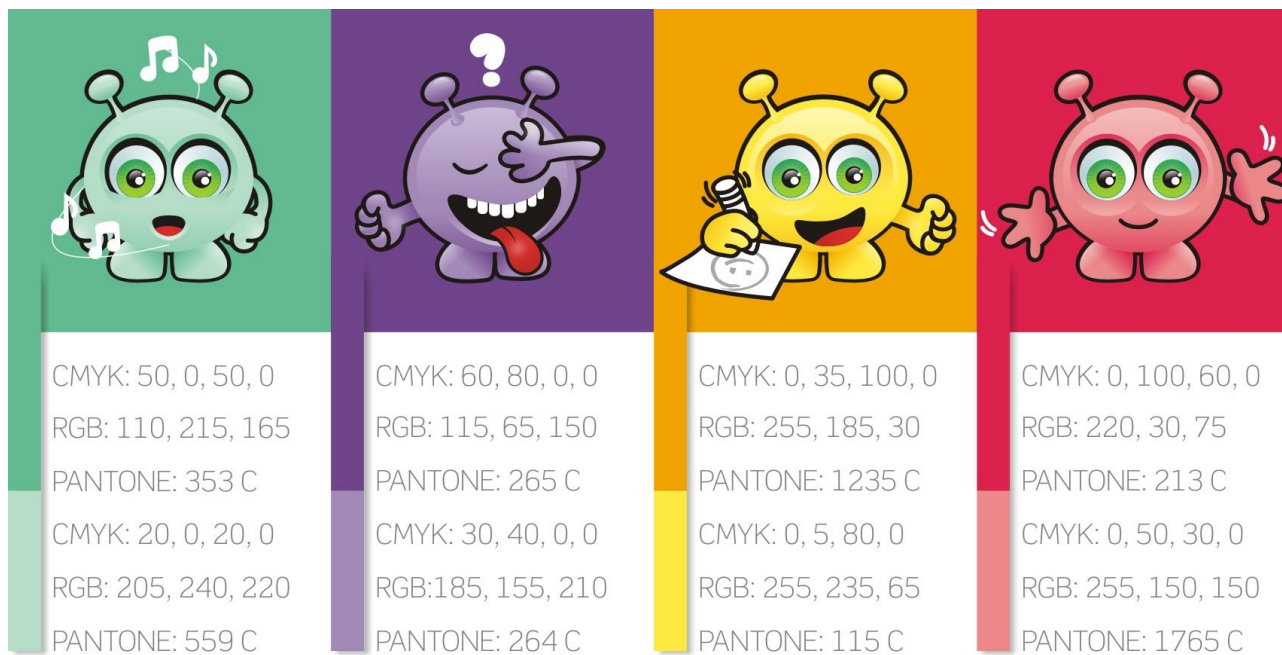 ?
CMYK: 50, 0, 50, 0
RGB: 110, 215, 165
PANTONE: 353 C
CMYK: 20, 0, 20, 0
RGB: 205, 240, 220
PANTONE: 559 C
CMYK: 60, 80, 0, 0
RGB: 115, 65, 150
PANTONE: 265 C
CMYK: 30, 40, 0, 0
RGB:185, 155, 210
PANTONE: 264 C
CMYK: 0, 35, 100, 0
RGB: 255, 185, 30
PANTONE: 1235 C
CMYK: 0, 5, 80, 0
RGB: 255, 235, 65
PANTONE: 115 C
CMYK: 0, 100, 60, 0
RGB: 220, 30, 75
PANTONE: 213 C
CMYK: 0, 50, 30, 0
RGB: 255, 150, 150
PANTONE: 1765 C